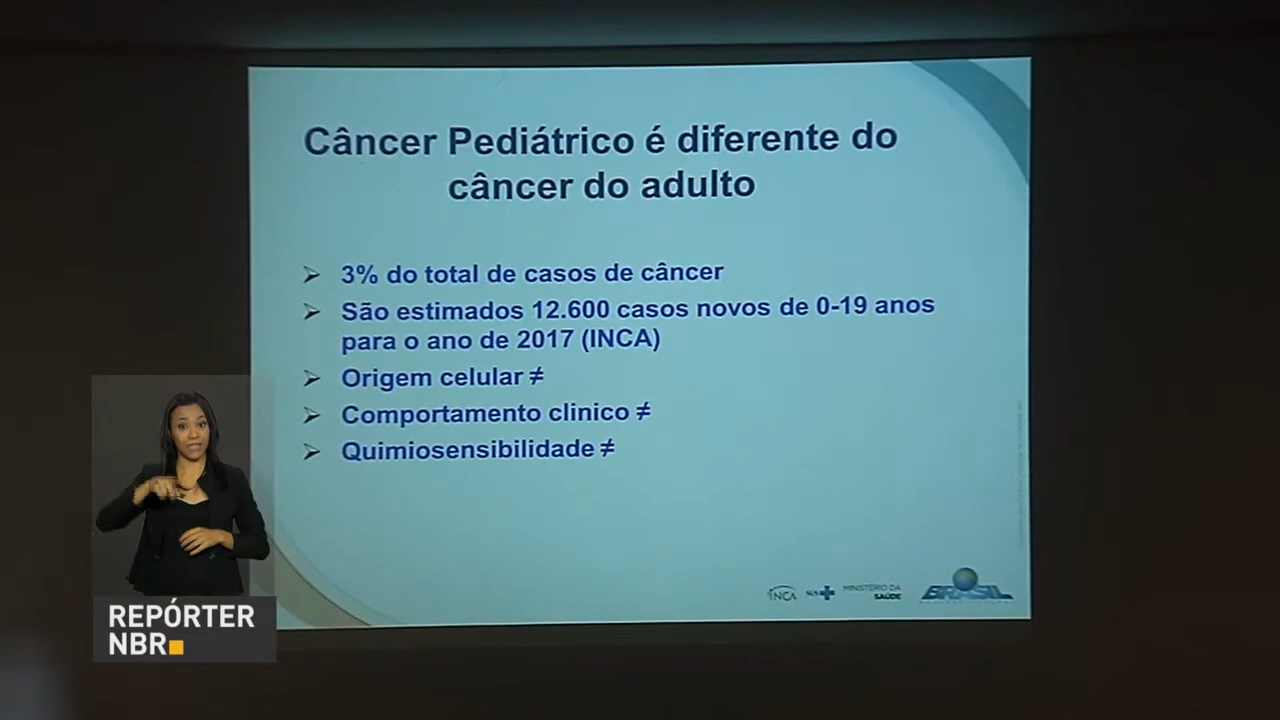 Câncer Pediátrico é diferente do
câncer do adulto
➢ 3% do total de casos de câncer
➢ São estimados 12.600 casos novos de 0-19 anos
para o ano de 2017 (INCA)
➢ Origem celular ≠
➢ Comportamento clinico ≠
➢ Quimiosensibilidade ≠
INCA SUS MINISTÉRIO DA
SAÚDE
BRASIL
REPÓRTER
NBR